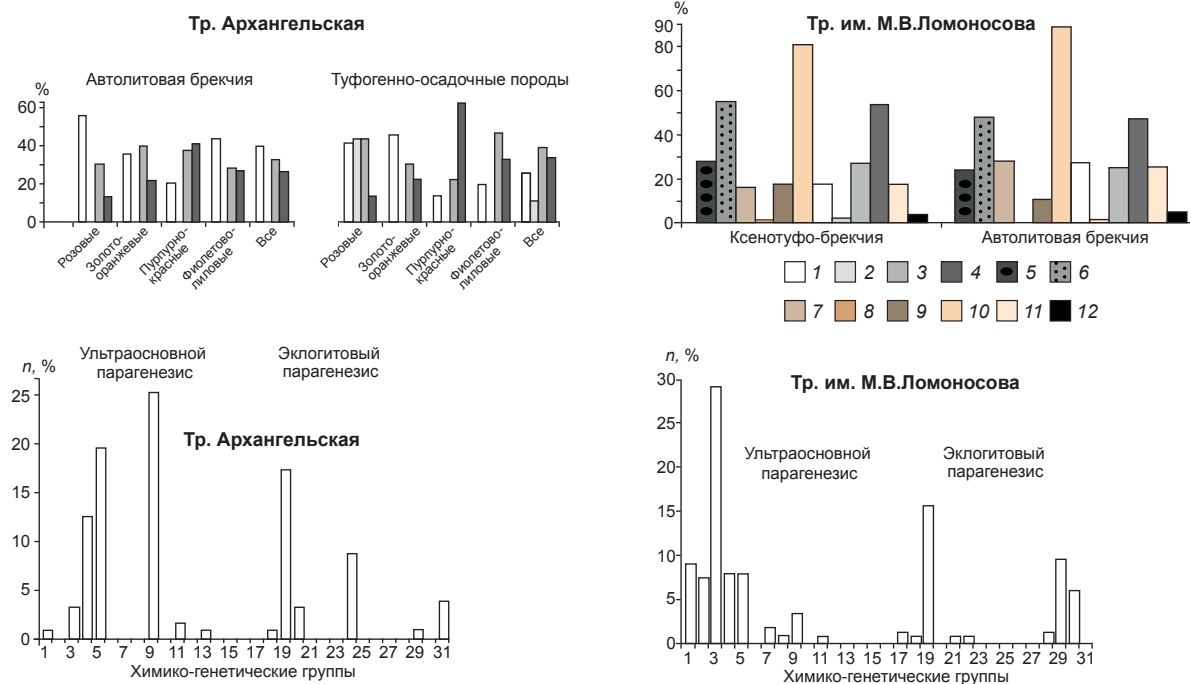 Тр. Архангельская
Автолитовая брекчия
Туфогенно-осадочные породы
%
60
40
20
0
Розовые
Золото-
оранжевые
Пурпурно-
красные
Фиолетово-
лиловые
Все
Розовые
Золото-
оранжевые
Пурпурно-
красные
Фиолетово-
лиловые
Все
%
Тр. им. М.В.Ломоносова
90
80
60
40
20
0
Ксенотуфо-брекчия
Автолитовая брекчия
1 2 3 4 5 6
7 8 9 10 11 12
n, %
Ультраосновной
парагенезис
Эклогитовый
парагенезис
Тр. Архангельская
25
20
15
10
5
0
1 3 5 7 9 11 13 15 17 19 21 23 25 27 29 31
Химико-генетические группы
n, %
Тр. им. М.В.Ломоносова
Ультраосновной
парагенезис
Эклогитовый
парагенезис
30
25
20
15
10
5
0
1 3 5 7 9 11 13 15 17 19 21 23 25 27 29 31
Химико-генетические группы